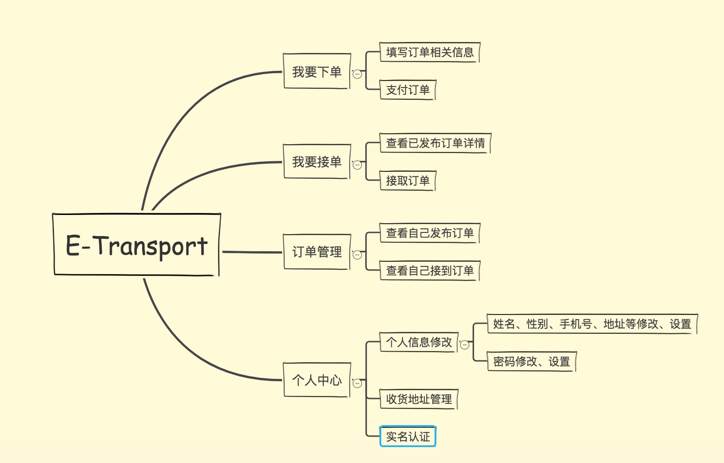 E-Transport
我要下单
填写订单相关信息
支付订单
我要接单
查看已发布订单详情
接取订单
订单管理
查看自己发布订单
查看自己接到订单
个人中心
个人信息修改
姓名、性别、手机号、地址等修改、设置
密码修改、设置
收货地址管理
实名认证